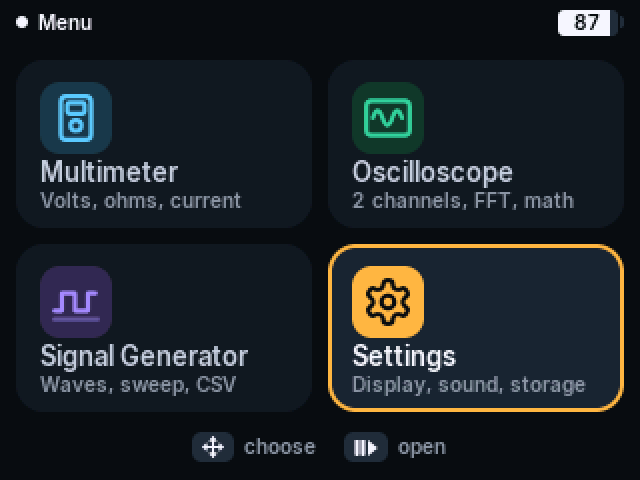 Menu
87
Multimeter
Volts, ohms, current
Oscilloscope
2 channels, FFT, math
Signal Generator
Waves, sweep, CSV
Settings
Display, sound, storage
choose
open